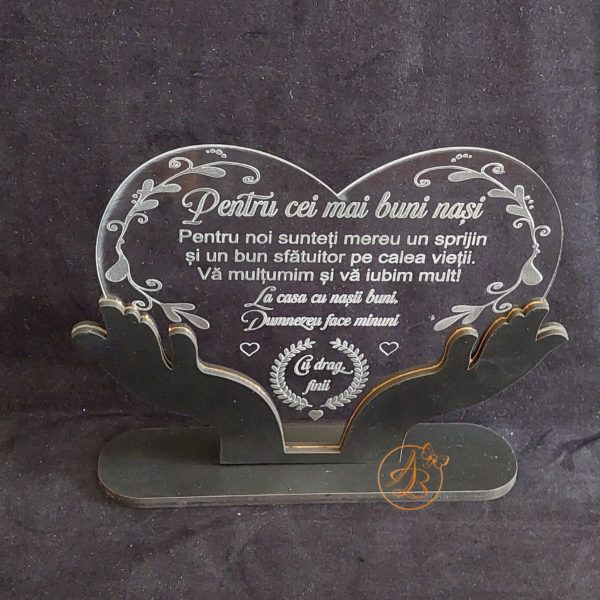 Pentru cei mai buni nași
Pentru noi sunteți mereu un sprijin
și un bun sfătuitor pe calea vieții.
Vă mulțumim și vă iubim mult!
La casa cu nașii buni,
Dumnezeu face minuni
Cu drag,
finii
AB